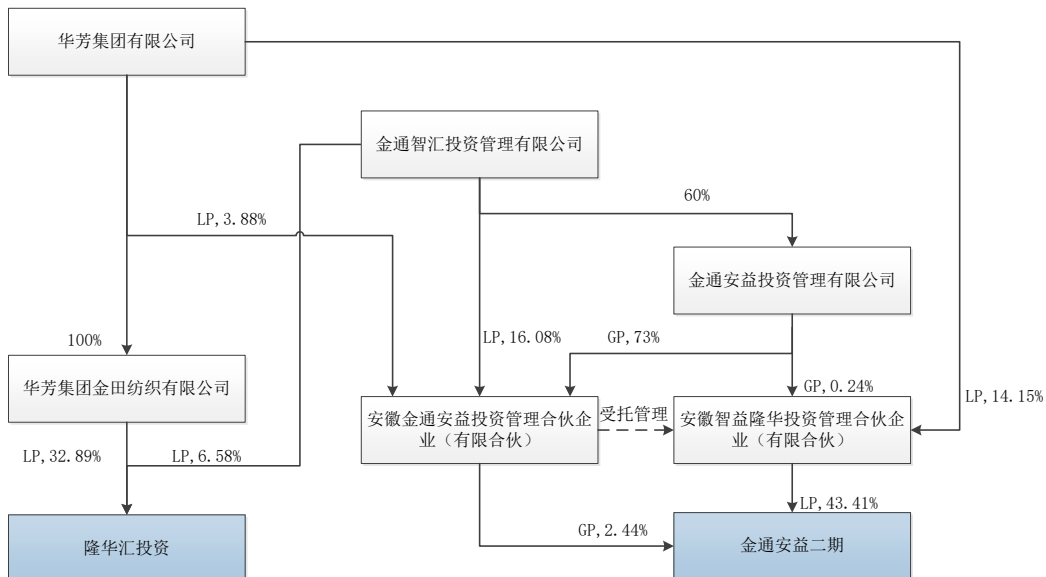 华芳集团有限公司
金通智汇投资管理有限公司
60%
LP,3.88%
金通安益投资管理有限公司
100%
LP,16.08%
GP,73%
华芳集团金田纺织有限公司
GP,0.24%
LP,14.15%
安徽金通安益投资管理合伙企
业（有限合伙）
受托管理
安徽智益隆华投资管理合伙企
业（有限合伙）
LP,32.89%
LP,6.58%
LP,43.41%
GP,2.44%
隆华汇投资
金通安益二期